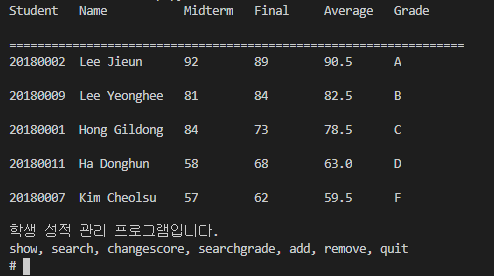 Student Name Midterm Final Average Grade
=================================================================
20180002 Lee Jieun 92 89 90.5 A
20180009 Lee Yeonghee 81 84 82.5 B
20180001 Hong Gildong 84 73 78.5 C
20180011 Ha Donghun 58 68 63.0 D
20180007 Kim Cheolsu 57 62 59.5 F
학생 성적 관리 프로그램입니다.
show, search, changescore, searchgrade, add, remove, quit
#